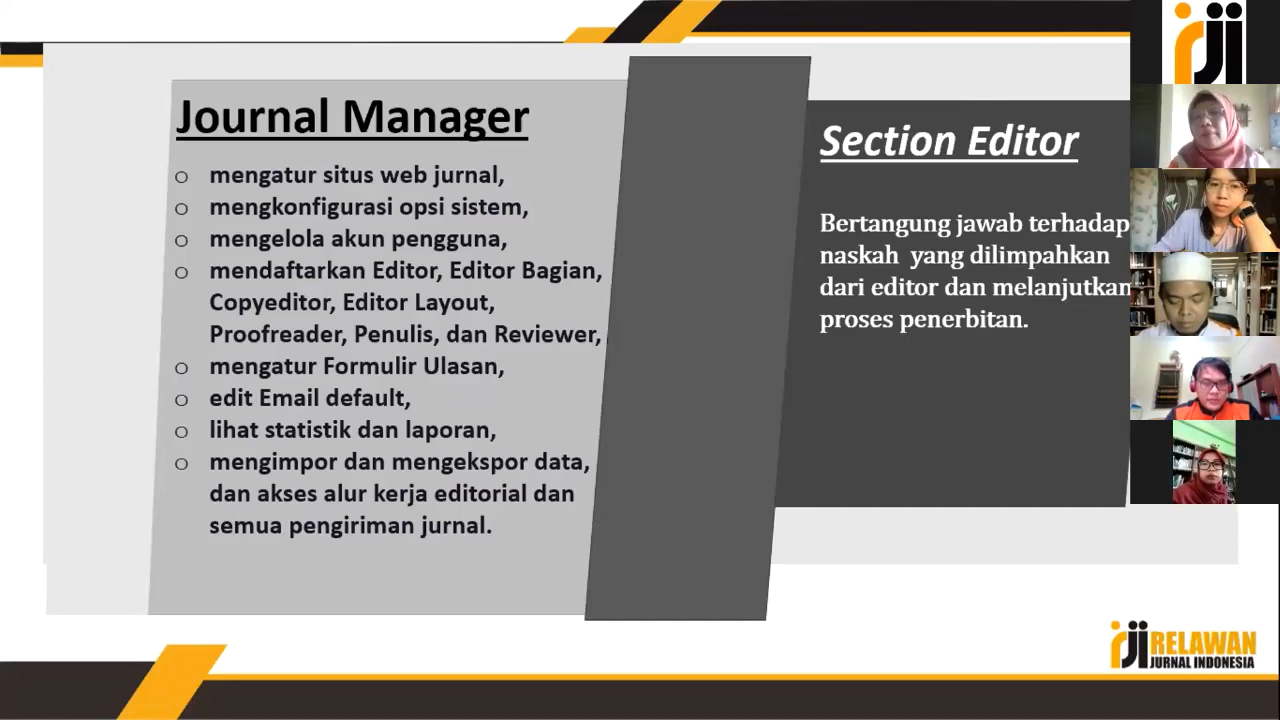 Journal Manager
o mengatur situs web jurnal,
o mengkonfigurasi opsi sistem,
o mengelola akun pengguna,
o mendaftarkan Editor, Editor Bagian,
Copyeditor, Editor Layout,
Proofreader, Penulis, dan Reviewer,
o mengatur Formulir Ulasan,
o edit Email default,
o lihat statistik dan laporan,
o mengimpor dan mengekspor data,
dan akses alur kerja editorial dan
semua pengiriman jurnal.
Section Editor
Bertangung jawab terhadap
naskah yang dilimpahkan
dari editor dan melanjutkan
proses penerbitan.
rji
rji RELAWAN
JURNAL INDONESIA